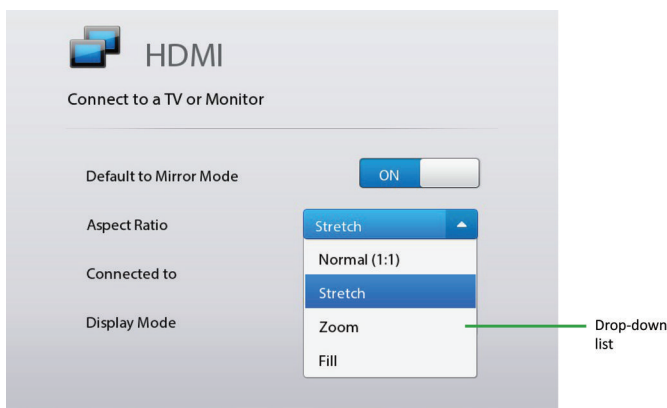 HDMI
Connect to a TV or Monitor
Default to Mirror Mode
ON
Aspect Ratio
Stretch
Normal (1:1)
Connected to
Stretch
Display Mode
Zoom
Fill
Drop-down
list